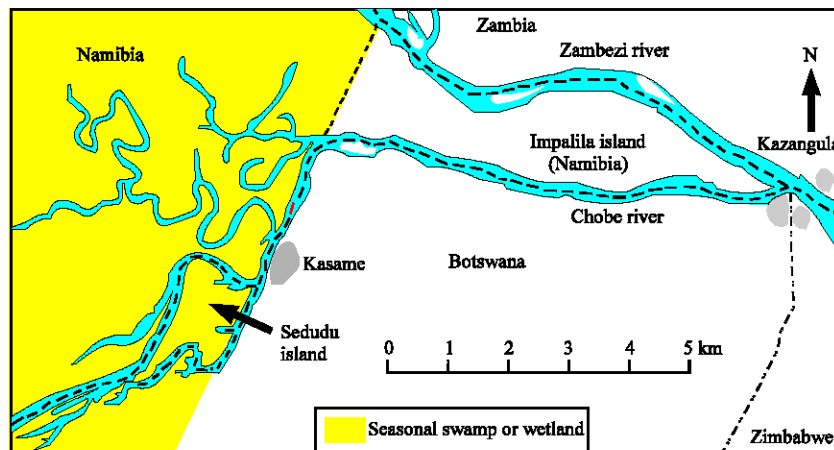 Zambia
Namibia
Zambezi river
N
Impalila island
(Namibia)
Kazangula
Chobe river
Kasame
Botswana
Sedudu
island
0 1 2 3 4 5 km
Seasonal swamp or wetland
Zimbabwe